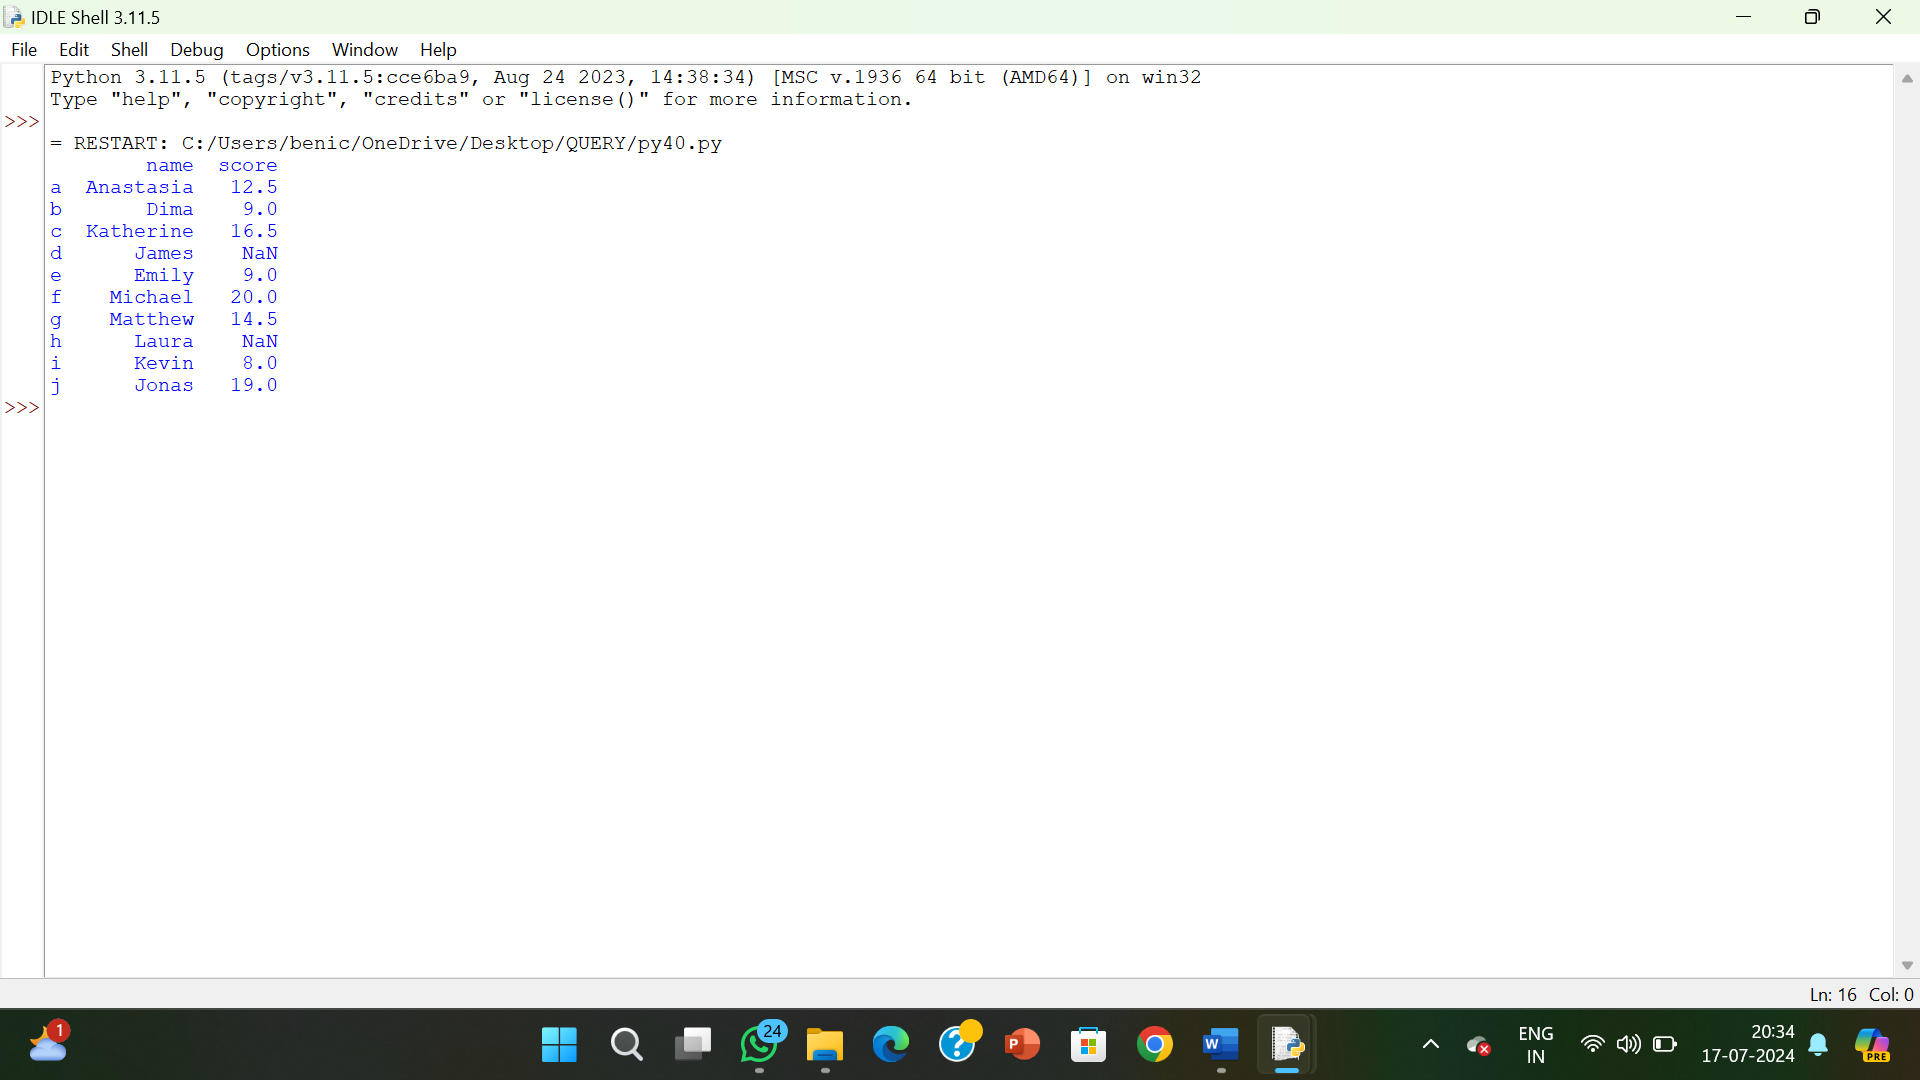 IDLE Shell 3.11.5
File Edit Shell Debug Options Window Help
Python 3.11.5 (tags/v3.11.5:cce6ba9, Aug 24 2023, 14:38:34) [MSC v.1936 64 bit (AMD64)] on win32
Type "help", "copyright", "credits" or "license()" for more information.
>>>
= RESTART: C:/Users/benic/OneDrive/Desktop/QUERY/py40.py
        name  score
a  Anastasia   12.5
b       Dima    9.0
c  Katherine   16.5
d      James    NaN
e      Emily    9.0
f    Michael   20.0
g    Matthew   14.5
h      Laura    NaN
i      Kevin    8.0
j      Jonas   19.0
>>>
Ln: 16 Col: 0
1
24
?
P
W
ENG
IN
20:34
17-07-2024
PRE